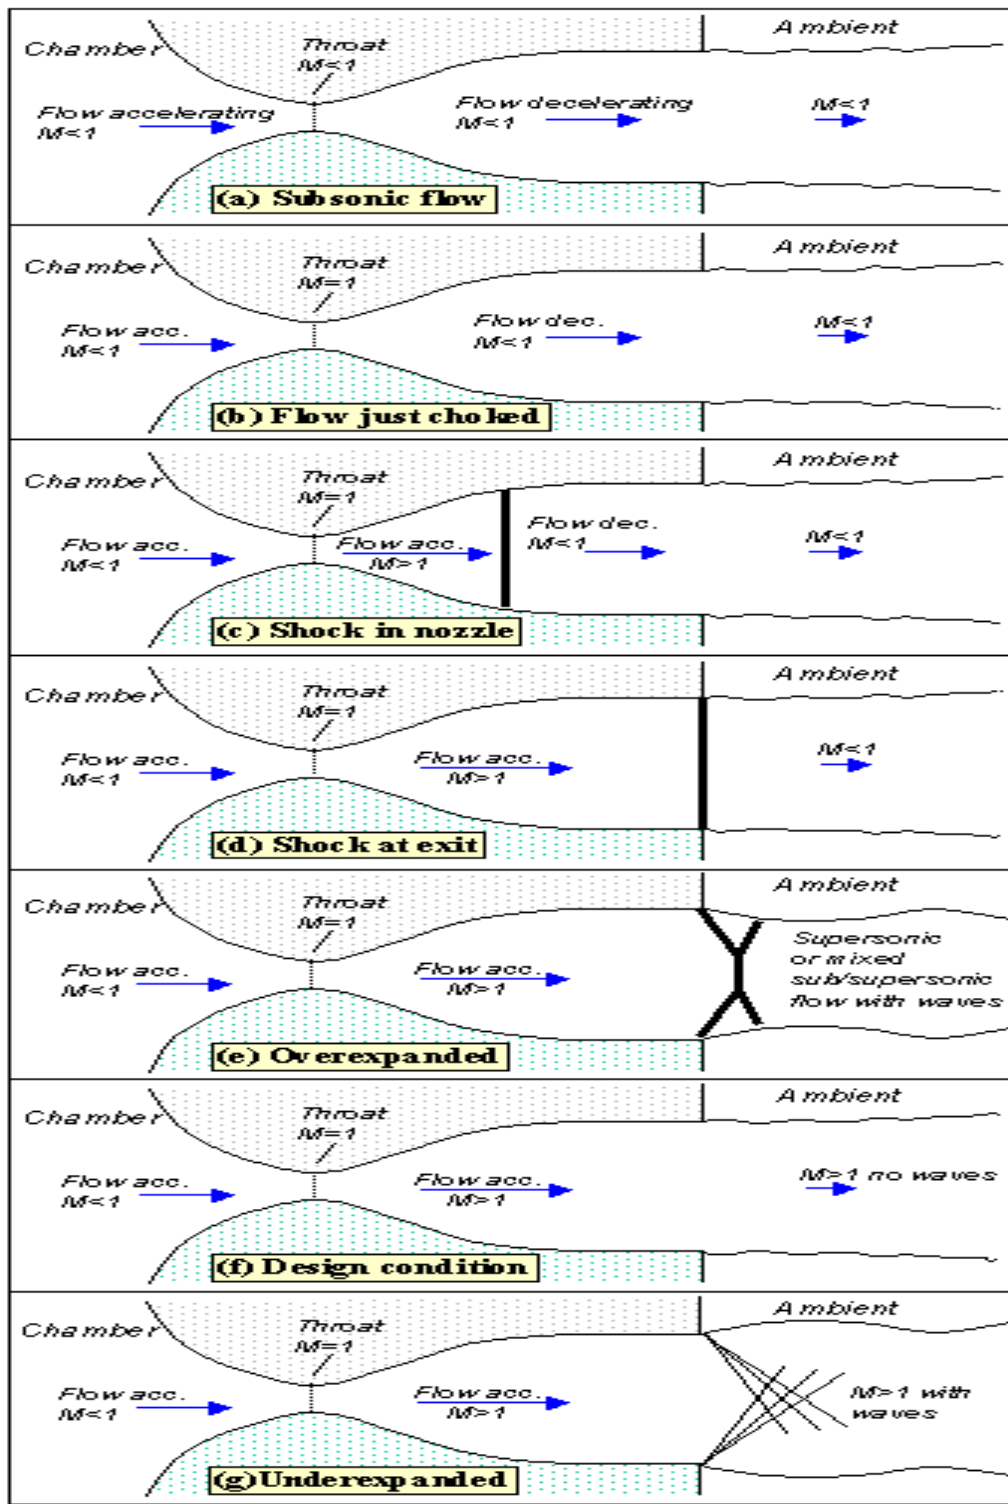 Ambient
Chamber
Throat
M<1
Flow accelerating
M<1
Flow decelerating
M<1
M<1
(a) Subsonic flow
Ambient
Chamber
Throat
M=1
Flow acc.
M<1
Flow dec.
M<1
M<1
(b) Flow just choked
Ambient
Chamber
Throat
M=1
Flow acc.
M<1
Flow acc.
M>1
Flow dec.
M<1
M<1
(c) Shock in nozzle
Ambient
Chamber
Throat
M=1
Flow acc.
M<1
Flow acc.
M>1
M<1
(d) Shock at exit
Ambient
Chamber
Throat
M=1
Flow acc.
M<1
Flow acc.
M>1
Supersonic
or mixed
sub/supersonic
flow with waves
(e) Overexpanded
Ambient
Chamber
Throat
M=1
Flow acc.
M<1
Flow acc.
M>1
M>1 no waves
(f) Design condition
Ambient
Chamber
Throat
M=1
Flow acc.
M<1
Flow acc.
M>1
M>1 with
waves
(g)Underexpanded